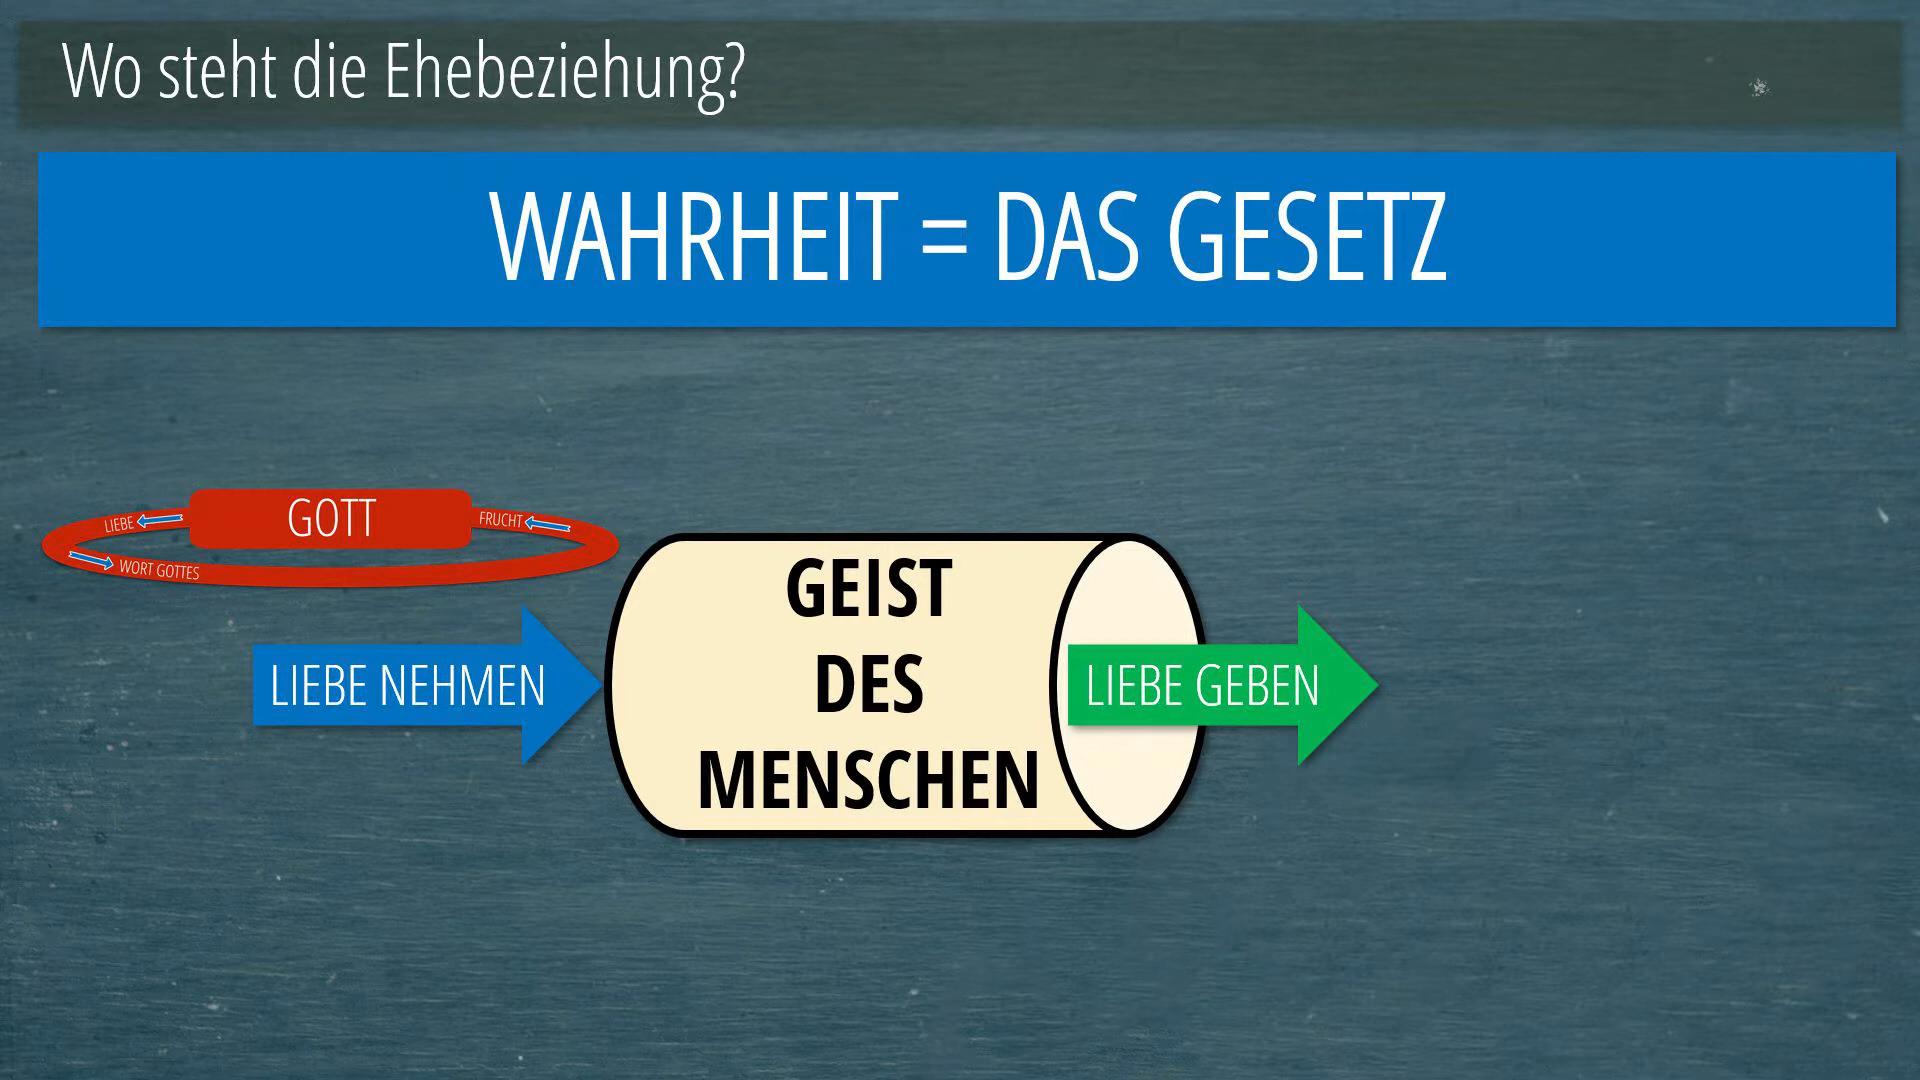 Wo steht die Ehebeziehung?
WAHRHEIT = DAS GESETZ
GOTT
LIEBE
FRUCHT
WORT GOTTES
LIEBE NEHMEN
GEIST
DES
MENSCHEN
LIEBE GEBEN